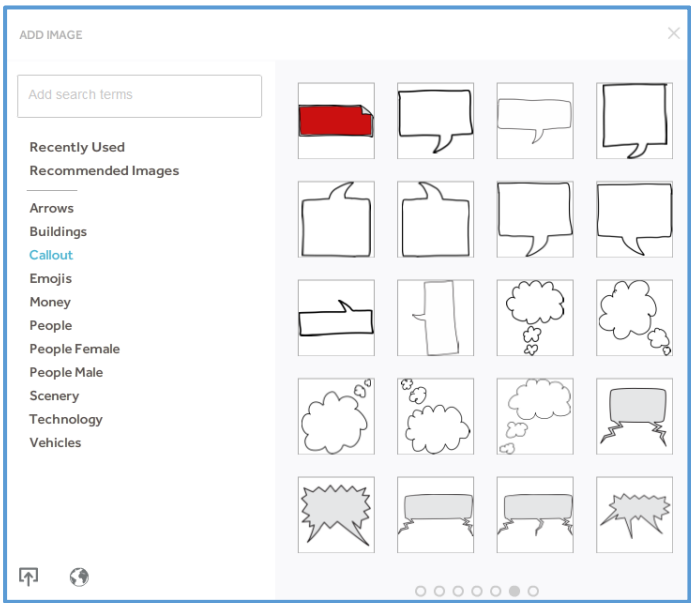 ADD IMAGE
Add search terms
Recently Used
Recommended Images
Arrows
Buildings
Callout
Emojis
Money
People
People Female
People Male
Scenery
Technology
Vehicles